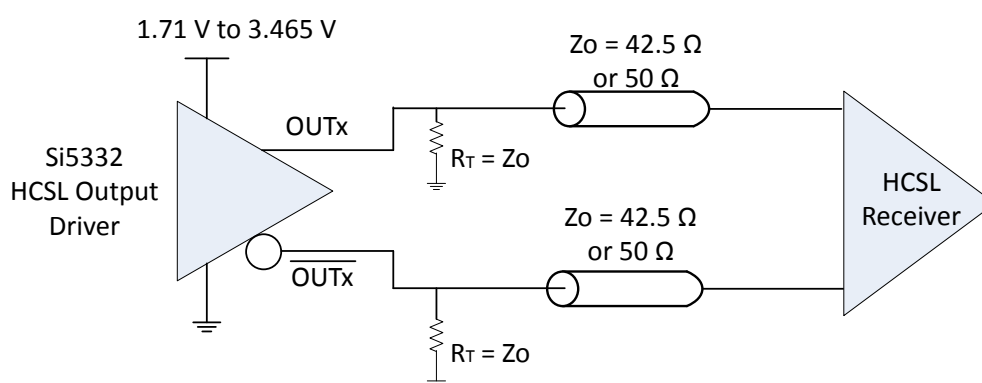 1.71 V to 3.465 V
Zo = 42.5 Ω
or 50 Ω
OUTx
RT = Zo
Si5332
HCSL Output
Driver
HCSL
Receiver
Zo = 42.5 Ω
or 50 Ω
OUTx
RT = Zo